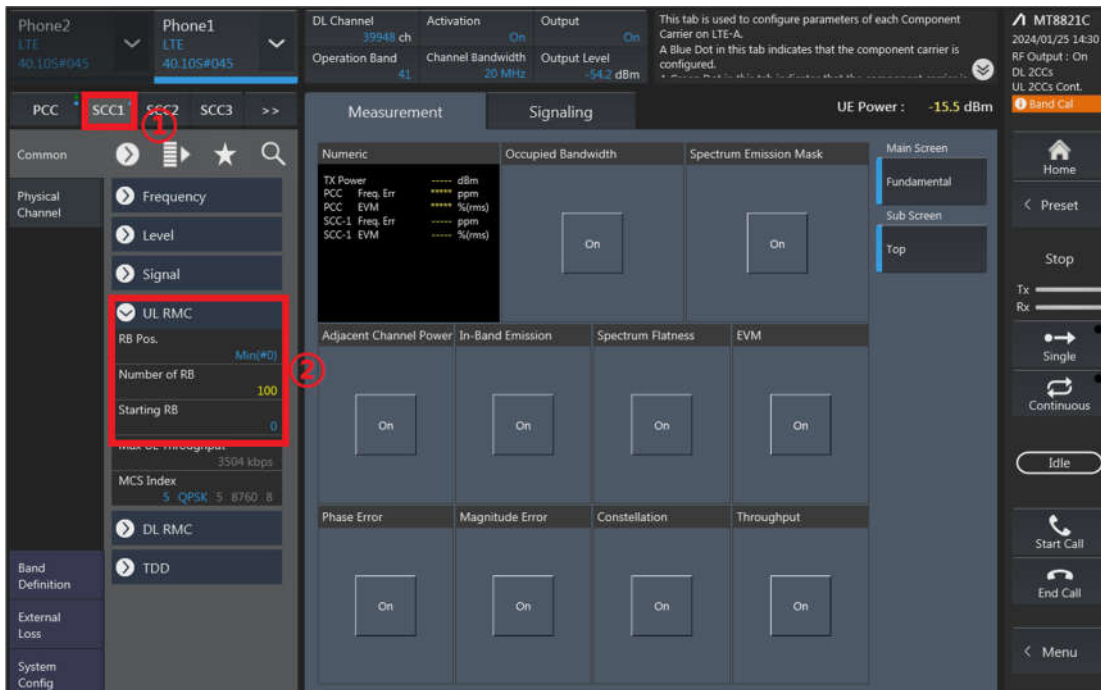 Phone2
LTE
40.10S#045
Phone1
LTE
40.10S#045
DL Channel
39948 ch
Activation
On
Output
On
Operation Band
41
Channel Bandwidth
20 MHz
Output Level
-54.2 dBm
This tab is used to configure parameters of each Component
Carrier on LTE-A.
A Blue Dot in this tab indicates that the component carrier is
configured.
MT8821C
2024/01/25 14:30
RF Output : On
DL 2CCs
UL 2CCs Cont.
Band Cal
PCC
SCC1
SCC2
SCC3
>>
①
Measurement
Signaling
UE Power : -15.5 dBm
Common
Physical
Channel
Band
Definition
External
Loss
System
Config
Frequency
Level
Signal
UL RMC
RB Pos.
Min(#0)
Number of RB
100
Starting RB
0
②
Max UL Throughput
3504 kbps
MCS Index
5 QPSK 5 8760 8
DL RMC
TDD
Numeric
TX Power ----- dBm
PCC Freq. Err ***** ppm
PCC EVM ***** %(rms)
SCC-1 Freq. Err ----- ppm
SCC-1 EVM ----- %(rms)
Occupied Bandwidth
On
Spectrum Emission Mask
On
Adjacent Channel Power
On
In-Band Emission
On
Spectrum Flatness
On
EVM
On
Phase Error
On
Magnitude Error
On
Constellation
On
Throughput
On
Main Screen
Fundamental
Sub Screen
Top
Home
< Preset
Stop
Tx
Rx
Single
Continuous
Idle
Start Call
End Call
< Menu